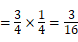 = 3/4 × 1/4 = 3/16